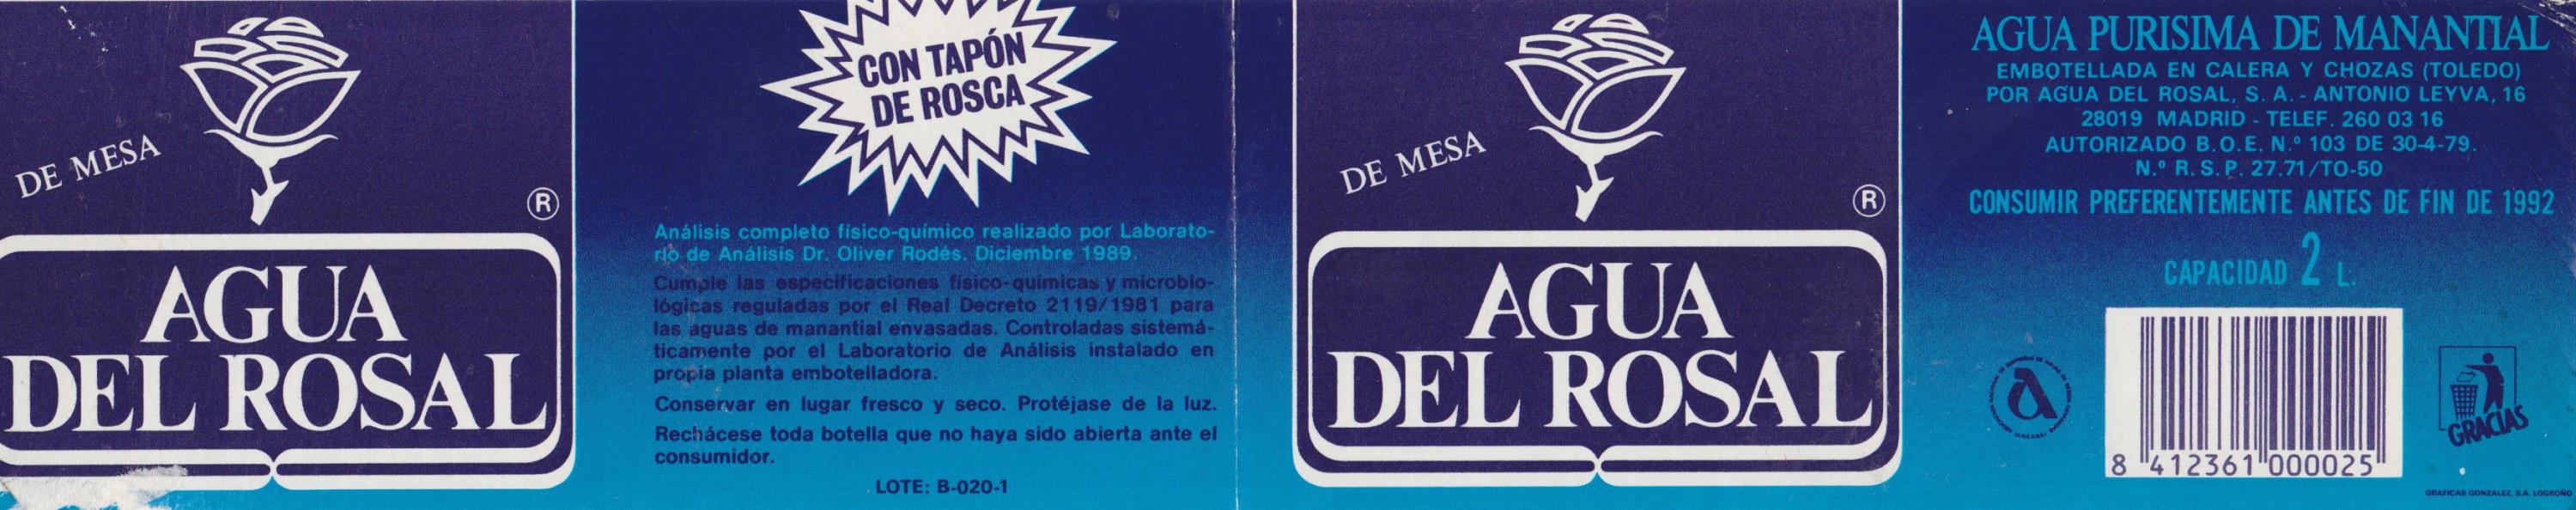 DE MESA
®
AGUA
DEL ROSAL
CON TAPÓN
DE ROSCA
Análisis completo físico-químico realizado por Laborato-
rio de Análisis Dr. Oliver Rodés. Diciembre 1989.
Cumple las especificaciones físico-químicas y microbio-
lógicas reguladas por el Real Decreto 2119/1981 para
las aguas de manantial envasadas. Controladas sistemá-
ticamente por el Laboratorio de Análisis instalado en
propia planta embotelladora.
Conservar en lugar fresco y seco. Protéjase de la luz.
Rechácese toda botella que no haya sido abierta ante el
consumidor.
LOTE: B-020-1
DE MESA
®
AGUA
DEL ROSAL
AGUA PURISIMA DE MANANTIAL
EMBOTELLADA EN CALERA Y CHOZAS (TOLEDO)
POR AGUA DEL ROSAL, S. A. - ANTONIO LEYVA, 16
28019 MADRID - TELEF. 260 03 16
AUTORIZADO B.O.E. N.º 103 DE 30-4-79.
N.º R.S.P. 27.71/TO-50
CONSUMIR PREFERENTEMENTE ANTES DE FIN DE 1992
CAPACIDAD 2 L.
8 412361 000025
GRACIAS
GRAFICAS GONZALEZ, S.A. LOGROÑO